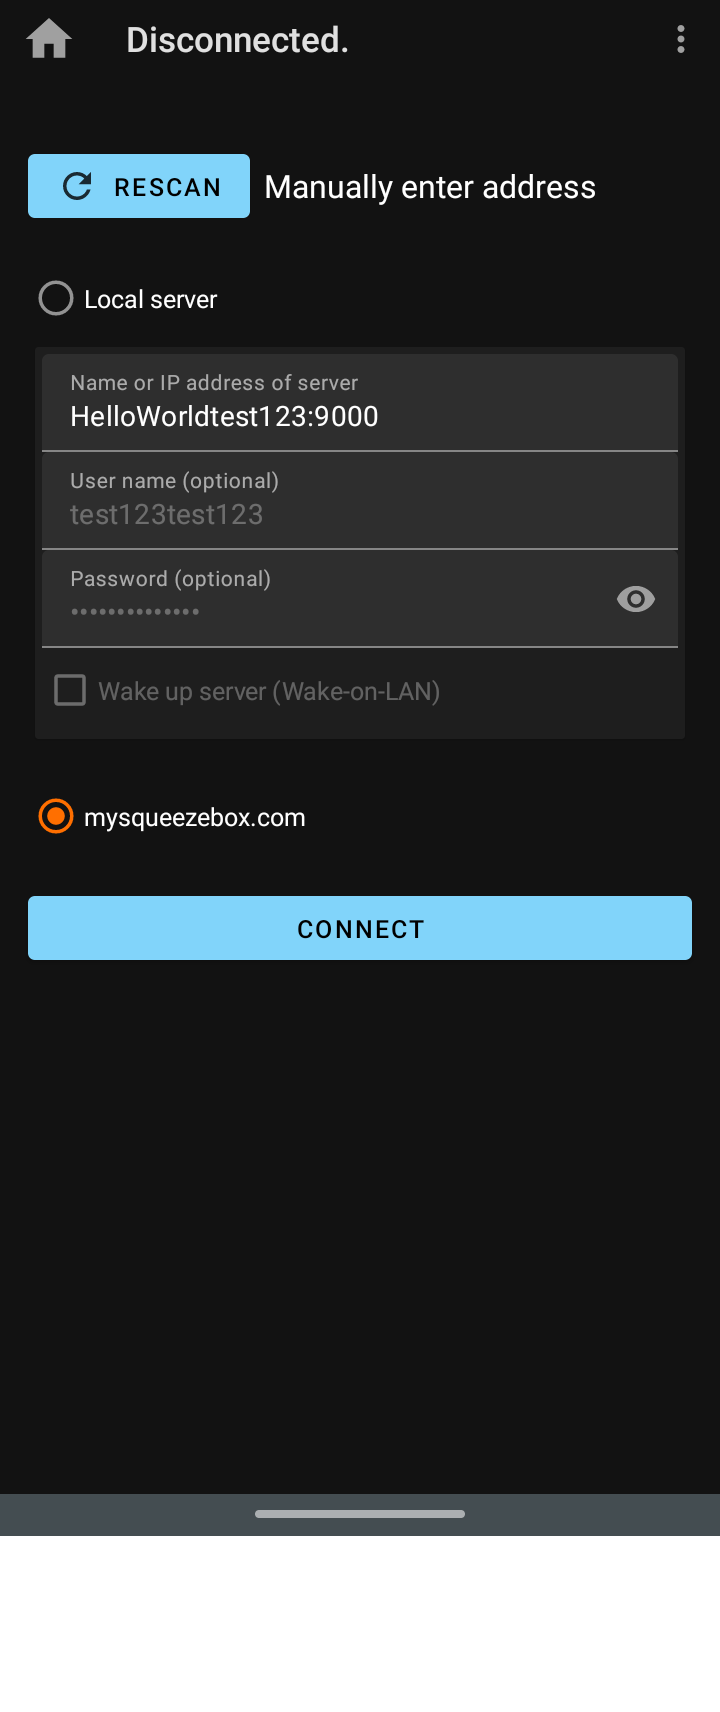 Disconnected.
RESCAN
Manually enter address
Local server
Name or IP address of server
HelloWorldtest123:9000
User name (optional)
test123test123
Password (optional)
••••••••••••••
Wake up server (Wake-on-LAN)
mysqueezebox.com
CONNECT